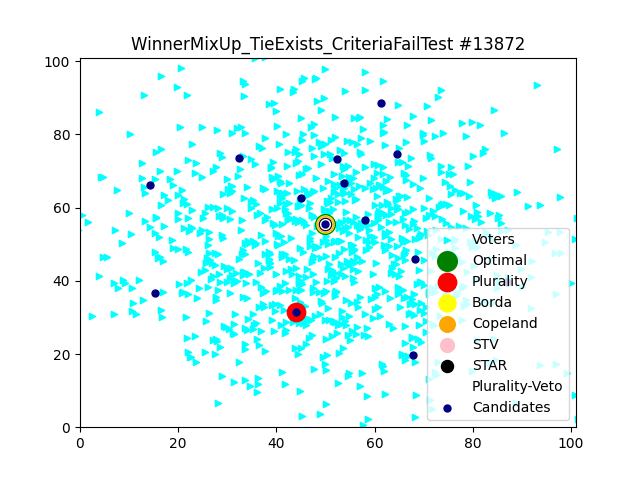 WinnerMixUp_TieExists_CriteriaFailTest #13872
100
80
60
40
20
0
0 20 40 60 80 100
Voters
Optimal
Plurality
Borda
Copeland
STV
STAR
Plurality-Veto
Candidates